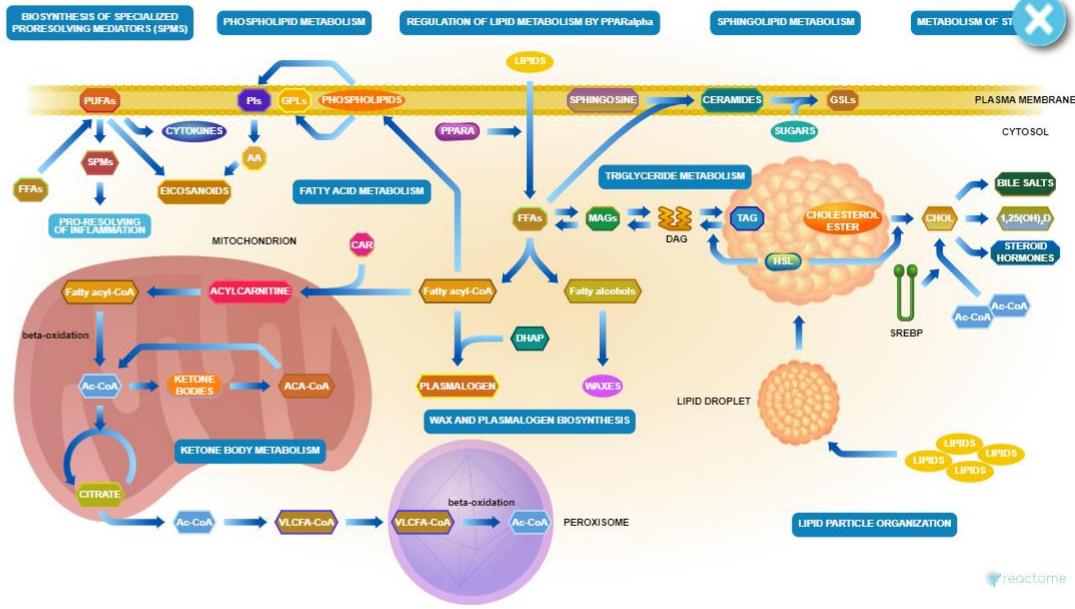 BIOSYNTHESIS OF SPECIALIZED
PRORESOLVING MEDIATORS (SPMS)
PHOSPHOLIPID METABOLISM
REGULATION OF LIPID METABOLISM BY PPARalpha
SPHINGOLIPID METABOLISM
METABOLISM OF
LIPIDS
PUFAs
PIs
GPLs
PHOSPHOLIPIDS
SPHINGOSINE
CERAMIDES
GSLs
PLASMA MEMBRANE
CYTOKINES
PPARA
SUGARS
CYTOSOL
SPMs
AA
FFAs
EICOSANOIDS
FATTY ACID METABOLISM
TRIGLYCERIDE METABOLISM
BILE SALTS
PRO-RESOLVING
OF INFLAMMATION
FFAs
MAGs
DAG
TAG
CHOLESTEROL
ESTER
CHOL
1,25(OH)₂D
STEROID
HORMONES
MITOCHONDRION
CAR
HSL
Fatty acyl-CoA
ACYLCARNITINE
Fatty acyl-CoA
Fatty alcohols
SREBP
Ac-CoA
Ac-CoA
beta-oxidation
DHAP
Ac-CoA
KETONE
BODIES
ACA-CoA
PLASMALOGEN
WAXES
LIPID DROPLET
WAX AND PLASMALOGEN BIOSYNTHESIS
KETONE BODY METABOLISM
LIPIDS
LIPIDS
LIPIDS
LIPIDS
CITRATE
beta-oxidation
Ac-CoA
VLCFA-CoA
VLCFA-CoA
Ac-CoA
PEROXISOME
LIPID PARTICLE ORGANIZATION
reactome